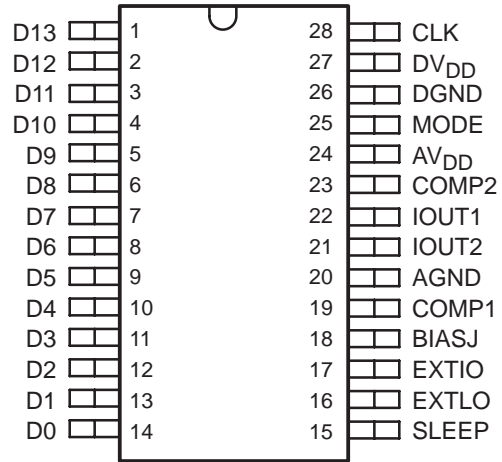 D13 1 28 CLK
D12 2 27 DVDD
D11 3 26 DGND
D10 4 25 MODE
D9 5 24 AVDD
D8 6 23 COMP2
D7 7 22 IOUT1
D6 8 21 IOUT2
D5 9 20 AGND
D4 10 19 COMP1
D3 11 18 BIASJ
D2 12 17 EXTIO
D1 13 16 EXTLO
D0 14 15 SLEEP